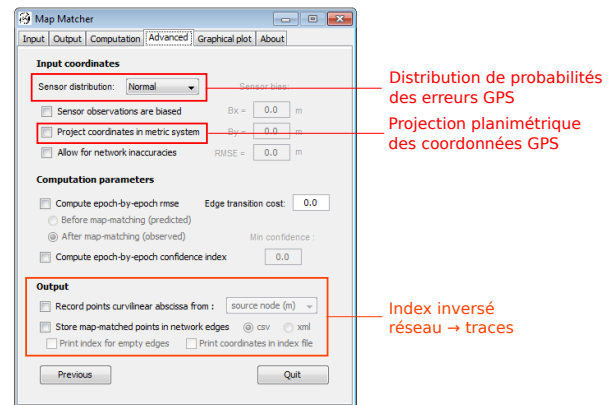 Map Matcher
Input Output Computation Advanced Graphical plot About
Input coordinates
Sensor distribution: Normal Sensor bias:
Sensor observations are biased Bx = 0.0 m
Project coordinates in metric system By = 0.0 m
Allow for network inaccuracies RMSE = 0.0 m
Computation parameters
Compute epoch-by-epoch rmse Edge transition cost: 0.0
Before map-matching (predicted)
After map-matching (observed) Min confidence :
Compute epoch-by-epoch confidence index 0.0
Output
Record points curvilinear abscissa from : source node (m)
Store map-matched points in network edges csv xml
Print index for empty edges Print coordinates in index file
Previous Quit
Distribution de probabilités
des erreurs GPS
Projection planimétrique
des coordonnées GPS
Index inversé
réseau → traces